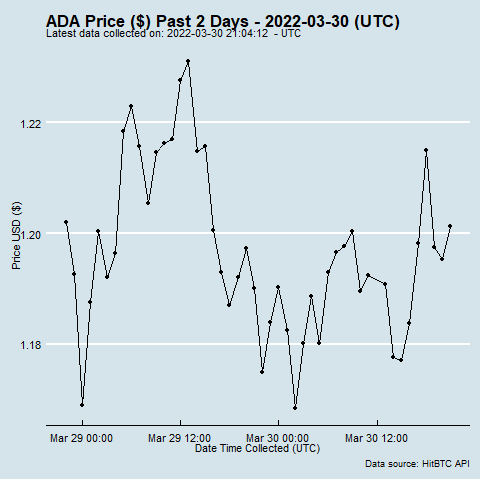 ADA Price ($) Past 2 Days - 2022-03-30 (UTC)
Latest data collected on: 2022-03-30 21:04:12 - UTC
1.22
1.20
1.18
Price USD ($)
Mar 29 00:00 Mar 29 12:00 Mar 30 00:00 Mar 30 12:00
Date Time Collected (UTC)
Data source: HitBTC API